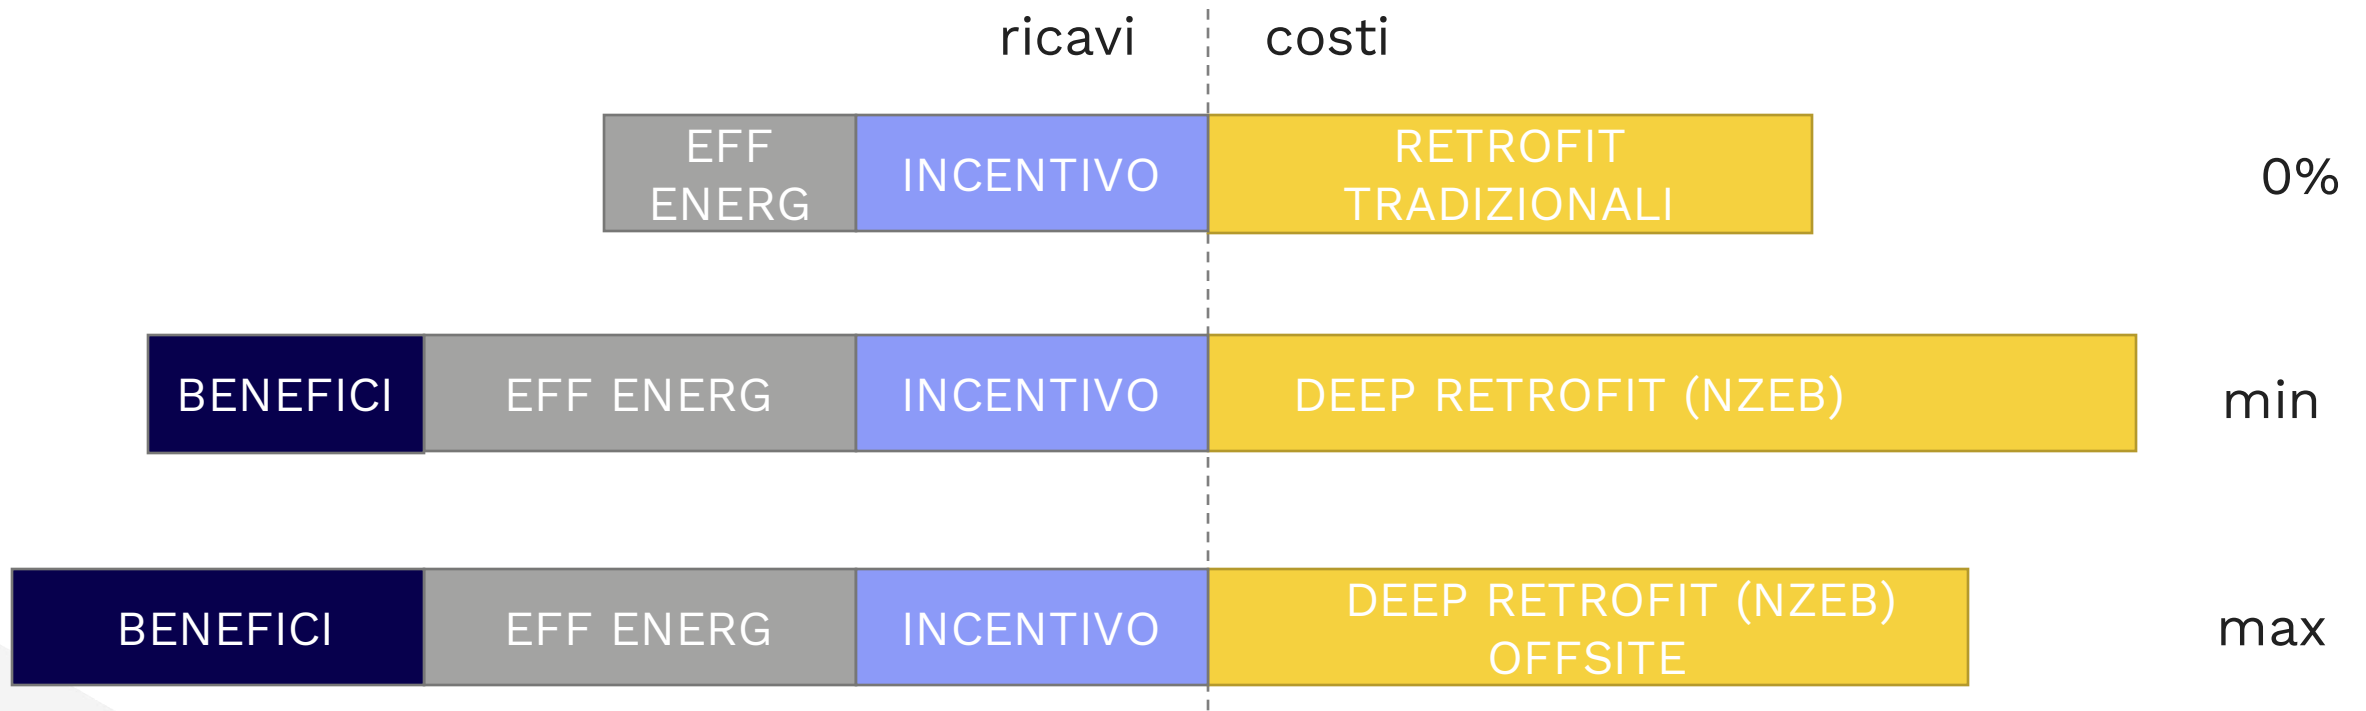 ricavi
costi
EFF
ENERG
INCENTIVO
RETROFIT
TRADIZIONALI
0%
BENEFICI
EFF ENERG
INCENTIVO
DEEP RETROFIT (NZEB)
min
BENEFICI
EFF ENERG
INCENTIVO
DEEP RETROFIT (NZEB)
OFFSITE
max